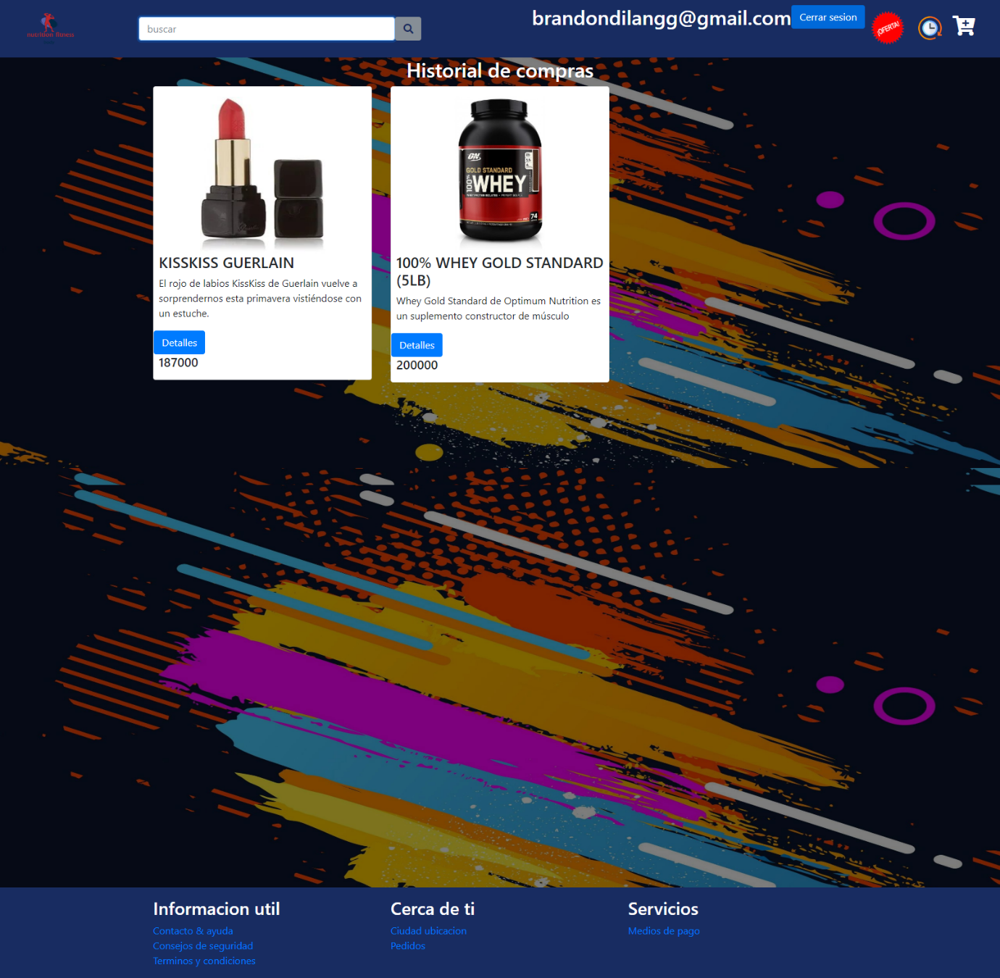 nutrition fitness
buscar
brandondilangg@gmail.com
Cerrar sesion
¡OFERTA!
Historial de compras
KISSKISS GUERLAIN
El rojo de labios KissKiss de Guerlain vuelve a
sorprendernos esta primavera vistiéndose con
un estuche.
Detalles
187000
ON
GOLD STANDARD
100% WHEY
74
100% WHEY GOLD STANDARD
(5LB)
Whey Gold Standard de Optimum Nutrition es
un suplemento constructor de músculo
Detalles
200000
Informacion util
Contacto & ayuda
Consejos de seguridad
Terminos y condiciones
Cerca de ti
Ciudad ubicacion
Pedidos
Servicios
Medios de pago